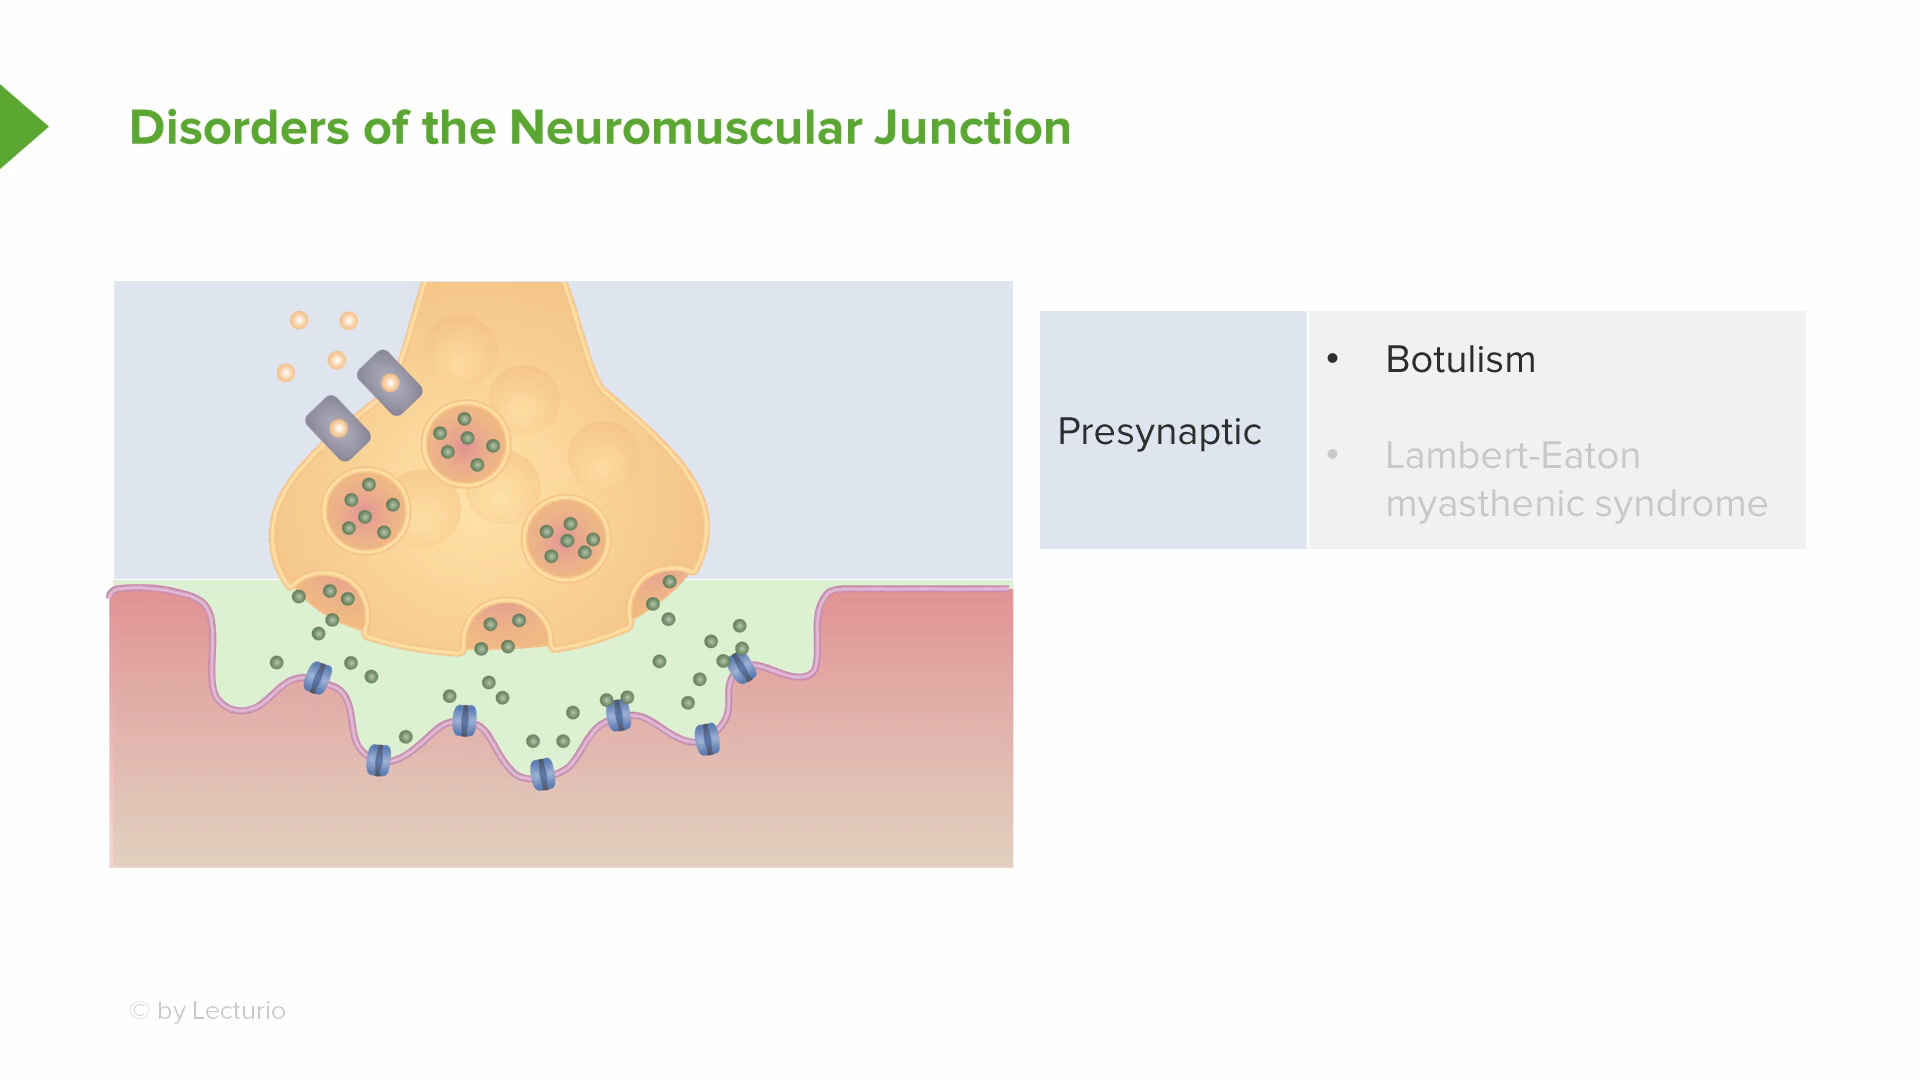 Disorders of the Neuromuscular Junction
Presynaptic
• Botulism
• Lambert-Eaton
myasthenic syndrome
© by Lecturio